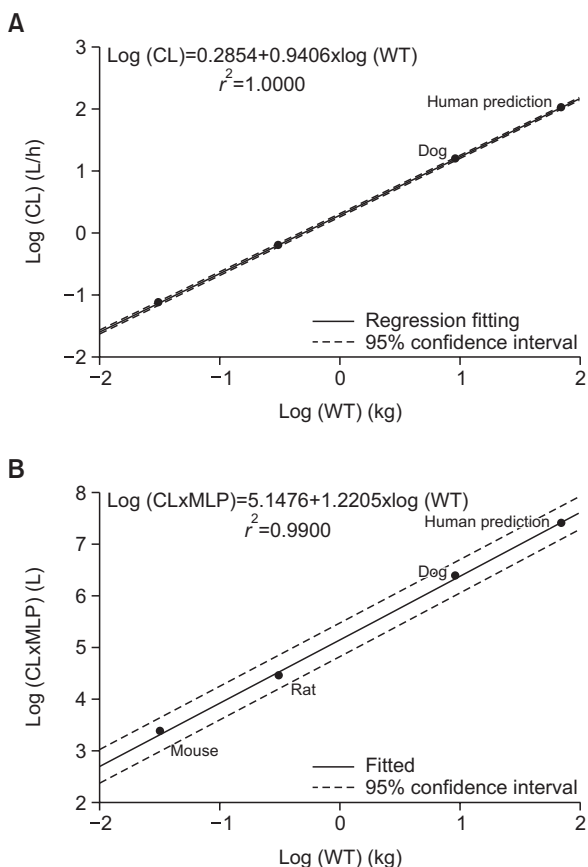 A
Log (CL)=0.2854+0.9406xlog (WT)
r²=1.0000
3
2
1
0
−1
−2
Log (CL) (L/h)
Human prediction
Dog
Regression fitting
95% confidence interval
−2 −1 0 1 2
Log (WT) (kg)
B
Log (CLxMLP)=5.1476+1.2205xlog (WT)
r²=0.9900
8
7
6
5
4
3
2
Log (CLxMLP) (L)
Human prediction
Dog
Rat
Mouse
Fitted
95% confidence interval
−2 −1 0 1 2
Log (WT) (kg)